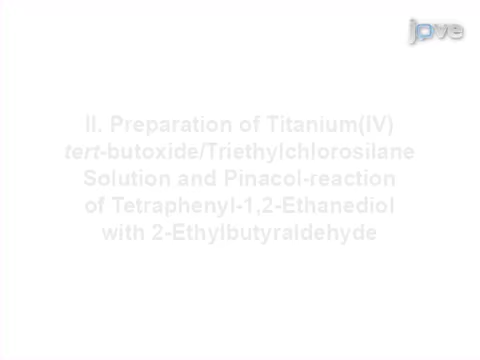 jove
II. Preparation of Titanium(IV)
tert-butoxide/Triethylchlorosilane
Solution and Pinacol-reaction
of Tetraphenyl-1,2-Ethanediol
with 2-Ethylbutyraldehyde